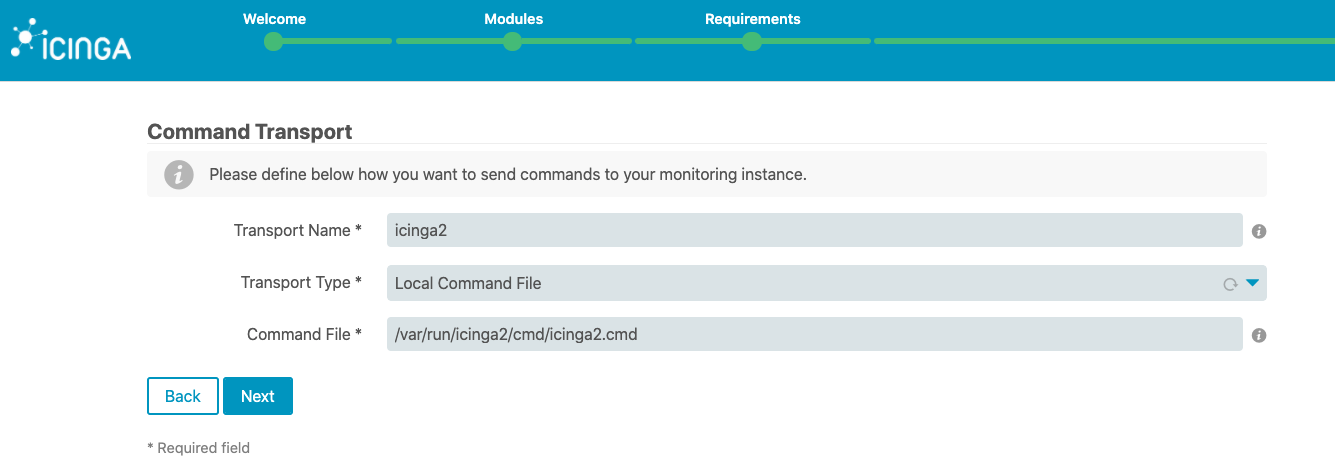 Welcome Modules Requirements
ICINGA
Command Transport
Please define below how you want to send commands to your monitoring instance.
Transport Name * icinga2
Transport Type * Local Command File
Command File * /var/run/icinga2/cmd/icinga2.cmd
Back Next
* Required field